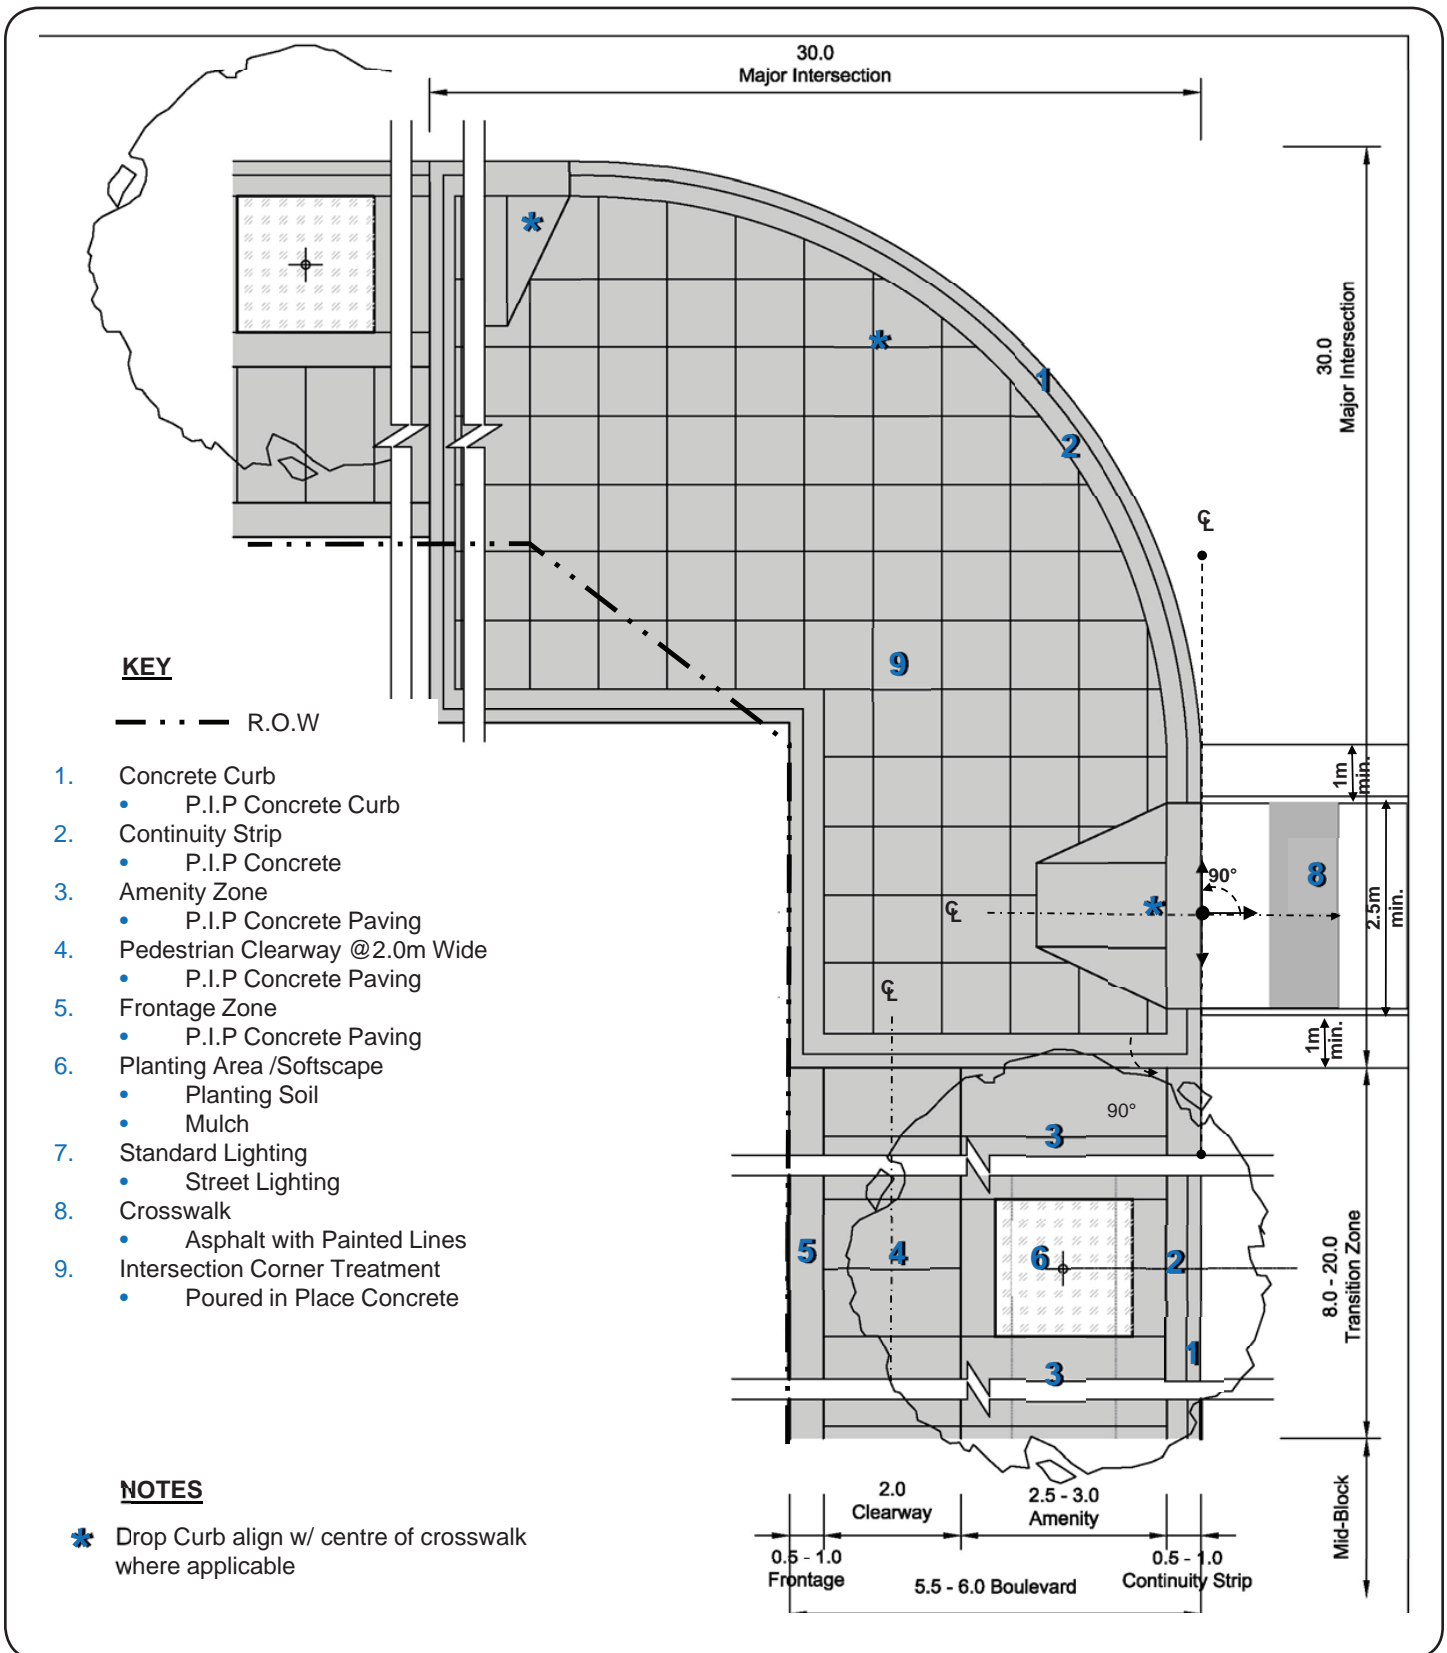 30.0
Major Intersection
30.0
Major Intersection
*
*
1
2
℄
9
KEY
R.O.W
1. Concrete Curb
• P.I.P Concrete Curb
2. Continuity Strip
• P.I.P Concrete
3. Amenity Zone
• P.I.P Concrete Paving
4. Pedestrian Clearway @2.0m Wide
• P.I.P Concrete Paving
5. Frontage Zone
• P.I.P Concrete Paving
6. Planting Area /Softscape
• Planting Soil
• Mulch
7. Standard Lighting
• Street Lighting
8. Crosswalk
• Asphalt with Painted Lines
9. Intersection Corner Treatment
• Poured in Place Concrete
1m
min.
90°
8
2.5m
min.
℄
*
℄
1m
min.
90°
3
5
4
6
2
1
3
8.0 - 20.0
Transition Zone
NOTES
* Drop Curb align w/ centre of crosswalk
where applicable
2.0
Clearway
2.5 - 3.0
Amenity
0.5 - 1.0
Frontage
5.5 - 6.0 Boulevard
0.5 - 1.0
Continuity Strip
Mid-Block